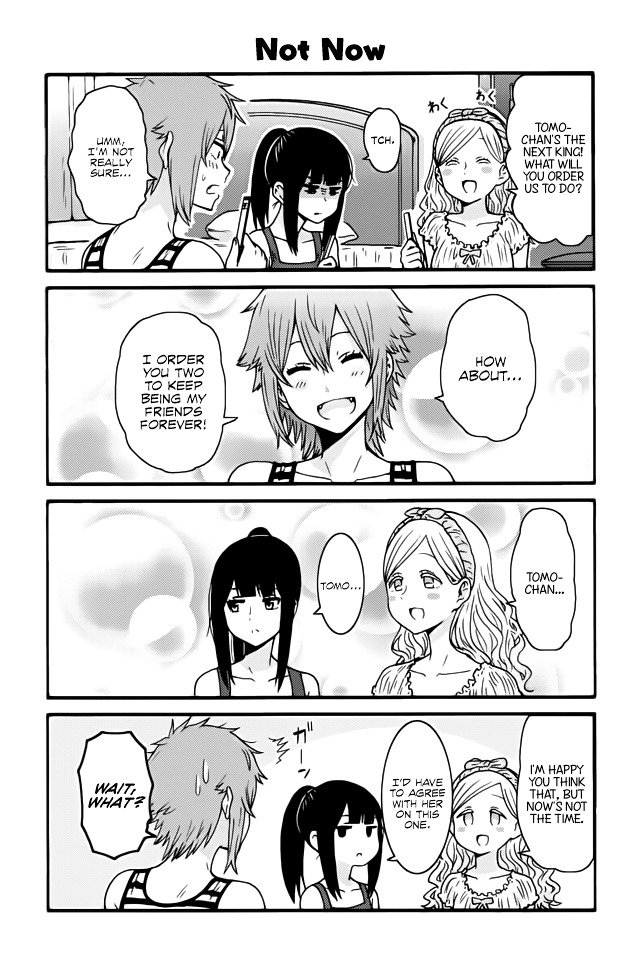 Not Now
TOMO-
CHAN'S THE
NEXT KING!
WHAT WILL
YOU ORDER
US TO DO?
わく
わく
TCH.
UMM,
I'M NOT
REALLY
SURE...
HOW
ABOUT...
I ORDER
YOU TWO
TO KEEP
BEING MY
FRIENDS
FOREVER!
TOMO-
CHAN...
TOMO...
I'M HAPPY
YOU THINK
THAT, BUT
NOW'S NOT
THE TIME.
I'D HAVE
TO AGREE
WITH HER
ON THIS
ONE.
ガーン
WAIT,
WHAT?